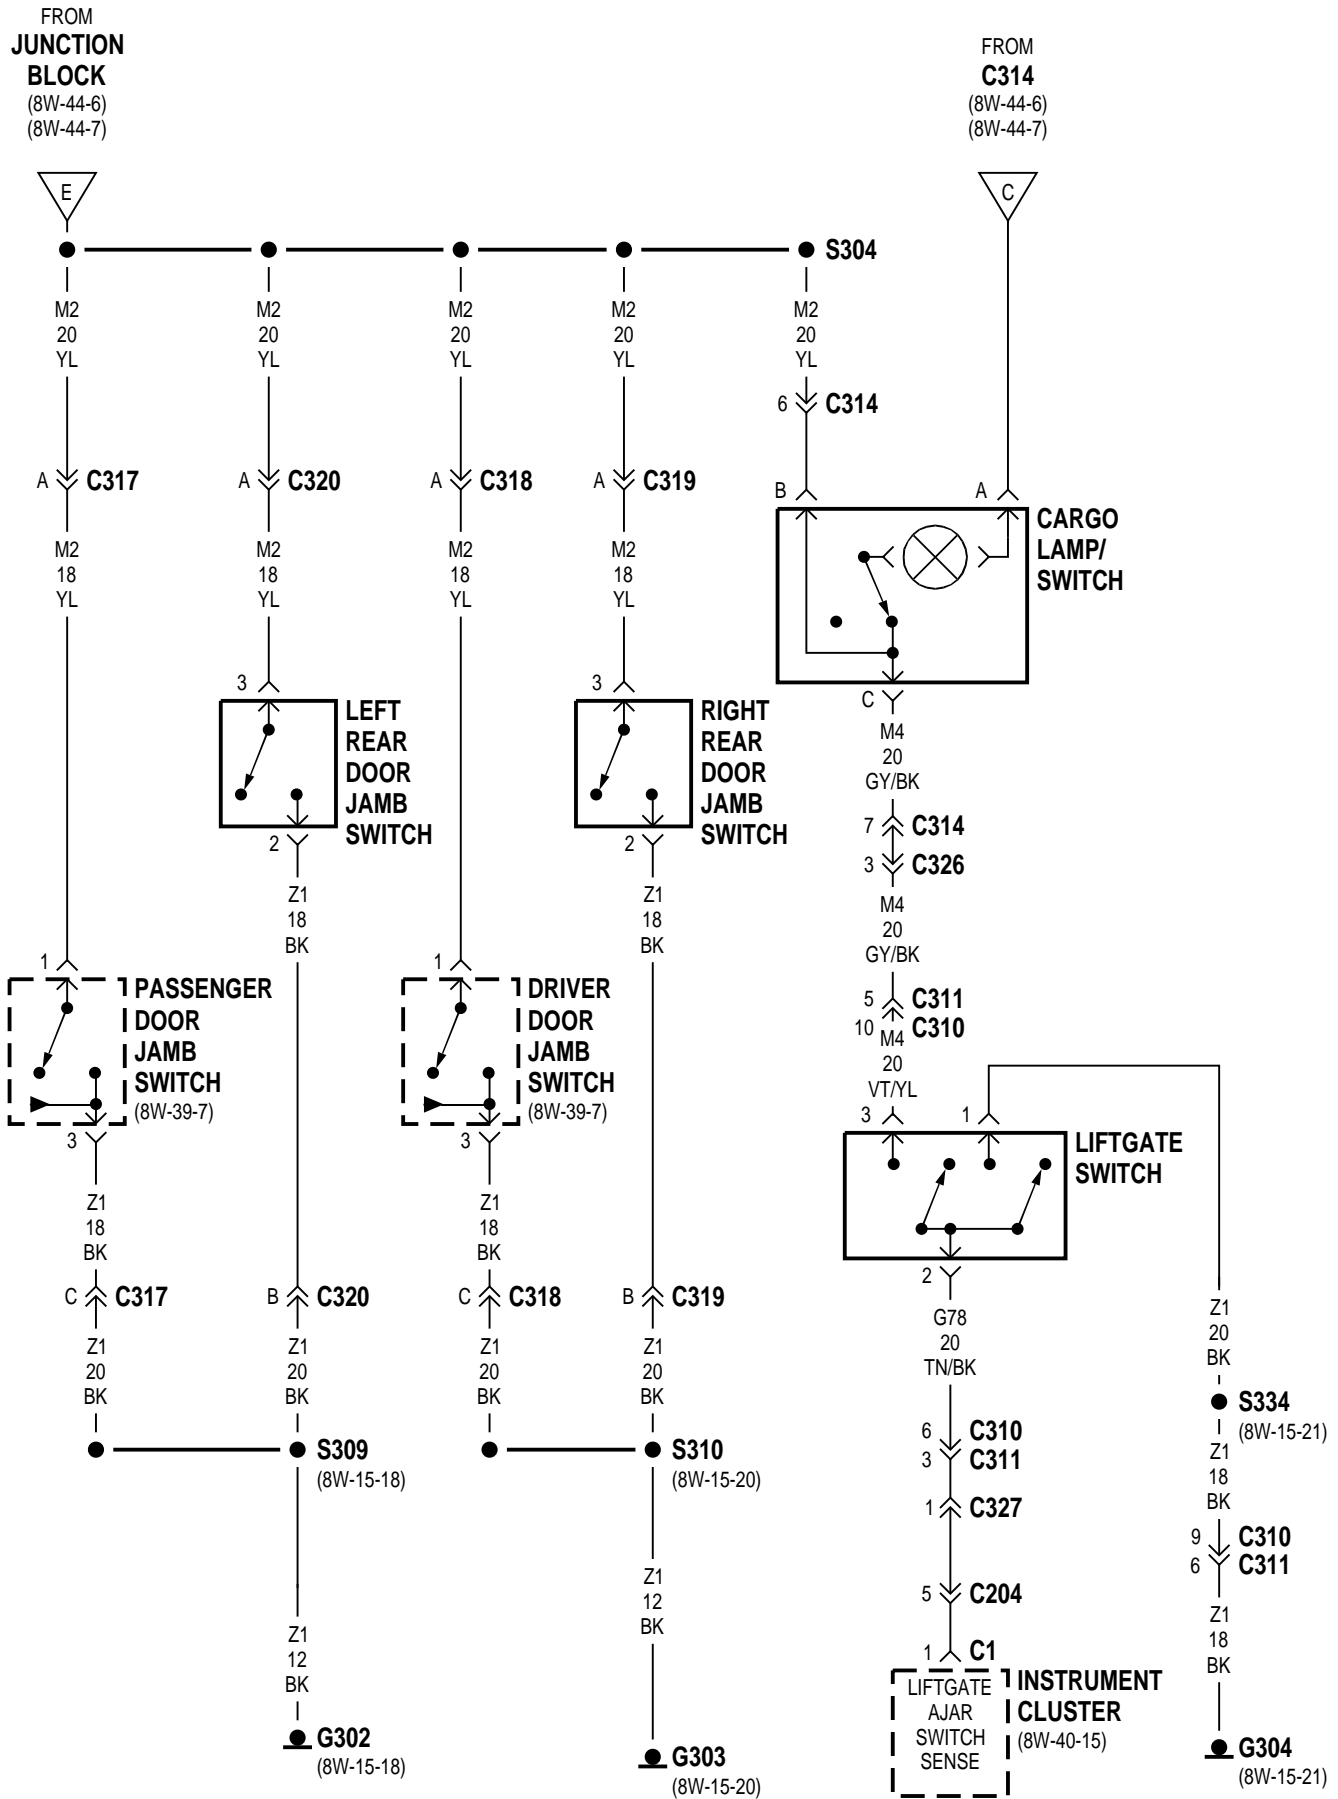 FROM
JUNCTION
BLOCK
(8W-44-6)
(8W-44-7)
E
FROM
C314
(8W-44-6)
(8W-44-7)
C
S304
M2
20
YL
M2
20
YL
M2
20
YL
M2
20
YL
M2
20
YL
6 C314
A C317
A C320
A C318
A C319
B
A
CARGO
LAMP/
SWITCH
M2
18
YL
M2
18
YL
M2
18
YL
M2
18
YL
3
LEFT
REAR
DOOR
JAMB
SWITCH
2
3
RIGHT
REAR
DOOR
JAMB
SWITCH
2
C
M4
20
GY/BK
7 C314
3 C326
M4
20
GY/BK
5 C311
10 C310
M4
20
VT/YL
Z1
18
BK
Z1
18
BK
1
PASSENGER
DOOR
JAMB
SWITCH
(8W-39-7)
3
1
DRIVER
DOOR
JAMB
SWITCH
(8W-39-7)
3
3
1
LIFTGATE
SWITCH
2
Z1
18
BK
Z1
18
BK
C C317
B C320
C C318
B C319
G78
20
TN/BK
Z1
20
BK
Z1
20
BK
Z1
20
BK
Z1
20
BK
Z1
20
BK
S309
(8W-15-18)
S310
(8W-15-20)
6 C310
3 C311
1 C327
5 C204
1 C1
S334
(8W-15-21)
Z1
18
BK
9 C310
6 C311
Z1
18
BK
Z1
12
BK
Z1
12
BK
G302
(8W-15-18)
G303
(8W-15-20)
LIFTGATE
AJAR
SWITCH
SENSE
INSTRUMENT
CLUSTER
(8W-40-15)
G304
(8W-15-21)